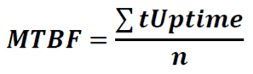 MTBF = ∑ tUptime / n